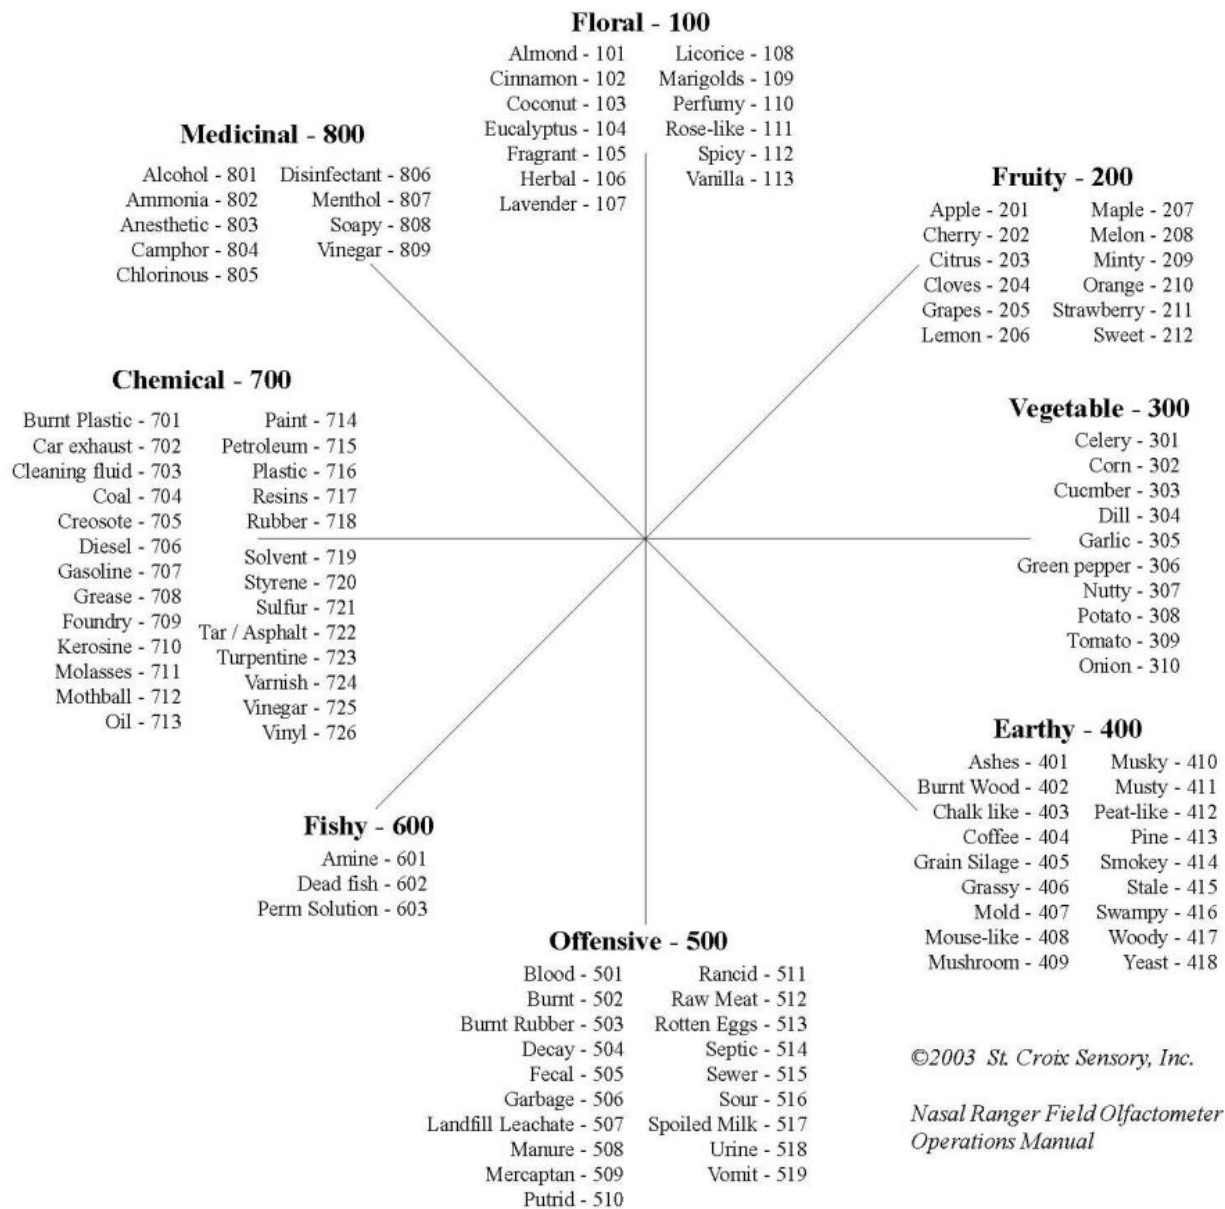 Floral - 100
Almond - 101 Licorice - 108
Cinnamon - 102 Marigolds - 109
Coconut - 103 Perfumy - 110
Eucalyptus - 104 Rose-like - 111
Fragrant - 105 Spicy - 112
Herbal - 106 Vanilla - 113
Lavender - 107
Medicinal - 800
Alcohol - 801 Disinfectant - 806
Ammonia - 802 Menthol - 807
Anesthetic - 803 Soapy - 808
Camphor - 804 Vinegar - 809
Chlorinous - 805
Fruity - 200
Apple - 201 Maple - 207
Cherry - 202 Melon - 208
Citrus - 203 Minty - 209
Cloves - 204 Orange - 210
Grapes - 205 Strawberry - 211
Lemon - 206 Sweet - 212
Chemical - 700
Burnt Plastic - 701 Paint - 714
Car exhaust - 702 Petroleum - 715
Cleaning fluid - 703 Plastic - 716
Coal - 704 Resins - 717
Creosote - 705 Rubber - 718
Diesel - 706 Solvent - 719
Gasoline - 707 Styrene - 720
Grease - 708 Sulfur - 721
Foundry - 709 Tar / Asphalt - 722
Kerosine - 710 Turpentine - 723
Molasses - 711 Varnish - 724
Mothball - 712 Vinegar - 725
Oil - 713 Vinyl - 726
Vegetable - 300
Celery - 301
Corn - 302
Cucmber - 303
Dill - 304
Garlic - 305
Green pepper - 306
Nutty - 307
Potato - 308
Tomato - 309
Onion - 310
Earthy - 400
Ashes - 401 Musky - 410
Burnt Wood - 402 Musty - 411
Chalk like - 403 Peat-like - 412
Coffee - 404 Pine - 413
Grain Silage - 405 Smokey - 414
Grassy - 406 Stale - 415
Mold - 407 Swampy - 416
Mouse-like - 408 Woody - 417
Mushroom - 409 Yeast - 418
Fishy - 600
Amine - 601
Dead fish - 602
Perm Solution - 603
Offensive - 500
Blood - 501 Rancid - 511
Burnt - 502 Raw Meat - 512
Burnt Rubber - 503 Rotten Eggs - 513
Decay - 504 Septic - 514
Fecal - 505 Sewer - 515
Garbage - 506 Sour - 516
Landfill Leachate - 507 Spoiled Milk - 517
Manure - 508 Urine - 518
Mercaptan - 509 Vomit - 519
Putrid - 510
©2003 St. Croix Sensory, Inc.
Nasal Ranger Field Olfactometer
Operations Manual